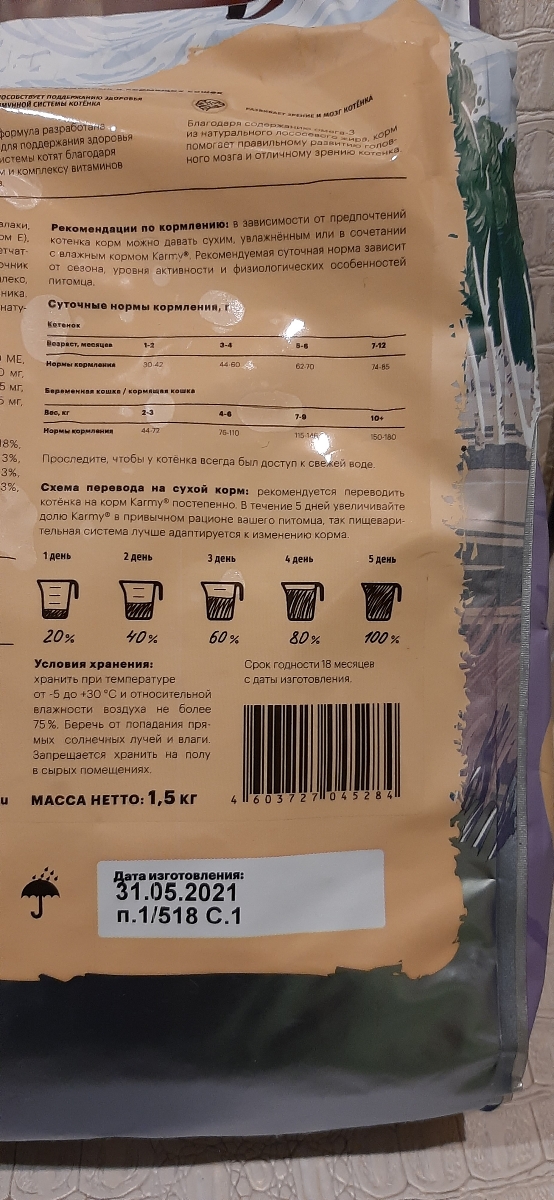 ПОСОБСТВУЕТ ПОДДЕРЖАНИЮ ЗДОРОВЬЯ
ИММУННОЙ СИСТЕМЫ КОТЁНКА
формула разработана
для поддержания здоровья
системы котят благодаря
м и комплексу витаминов
РАЗВИВАЕТ ЗРЕНИЕ И МОЗГ КОТЁНКА
Благодаря содержанию омега-3
из натурального лососевого жира, корм
помогает правильному развитию голов-
ного мозга и отличному зрению котёнка.
Рекомендации по кормлению: в зависимости от предпочтений
котенка корм можно давать сухим, увлажнённым или в сочетании
с влажным кормом Karmy®. Рекомендуемая суточная норма зависит
от сезона, уровня активности и физиологических особенностей
питомца.
Суточные нормы кормления, г
Котенок
Возраст, месяцев 1-2 3-4 5-6 7-12
Нормы кормления 30-42 44-60 62-70 74-85
Беременная кошка / кормящая кошка
Вес, кг 2-3 4-6 7-9 10+
Нормы кормления 44-72 76-110 150-180
Проследите, чтобы у котёнка всегда был доступ к свежей воде.
Схема перевода на сухой корм: рекомендуется переводить
котёнка на корм Karmy® постепенно. В течение 5 дней увеличивайте
долю Karmy® в привычном рационе вашего питомца, так пищевари-
тельная система лучше адаптируется к изменению корма.
1 день 2 день 3 день 4 день 5 день
20% 40% 60% 80% 100%
Условия хранения:
хранить при температуре
от -5 до +30 °С и относительной
влажности воздуха не более
75%. Беречь от попадания пря-
мых солнечных лучей и влаги.
Запрещается хранить на полу
в сырых помещениях.
Срок годности 18 месяцев
с даты изготовления.
4 603727 045284
МАССА НЕТТО: 1,5 КГ
Дата изготовления:
31.05.2021
п.1/518 С.1